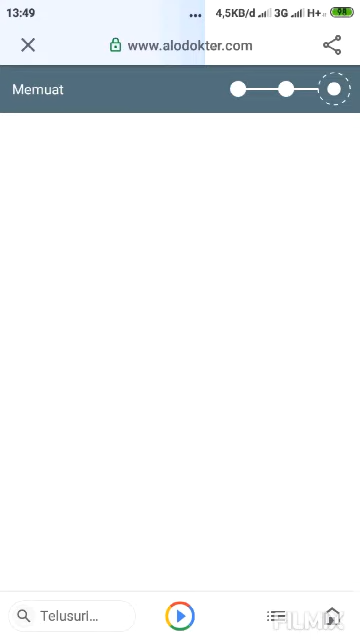 13:49 ... 4,5KB/d 3G H+ 98
www.alodokter.com
Memuat
Telusuri...
FILMIX